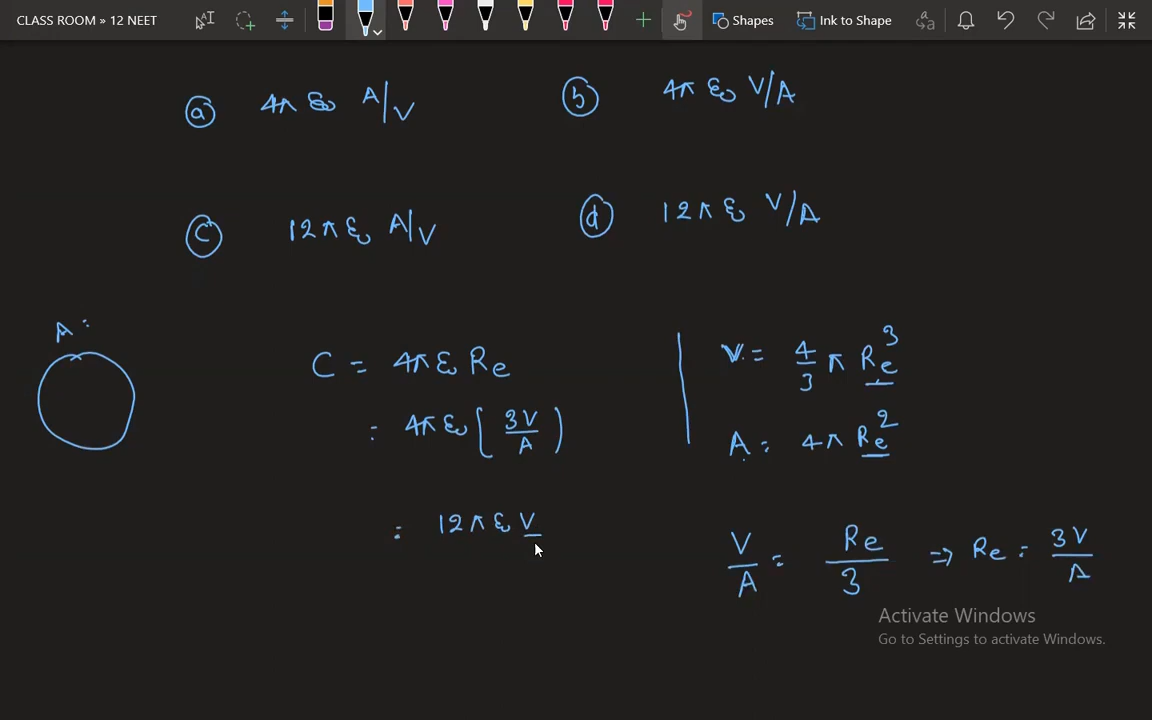 CLASS ROOM » 12 NEET
Shapes
Ink to Shape
(a) 4π ε₀ A/V
(b) 4π ε₀ V/A
(c) 12π ε₀ A/V
(d) 12π ε₀ V/A
A :
C = 4π ε₀ Re
V = 4/3 π Re³
: 4π ε₀ (3V/A)
A : 4π Re²
: 12π ε₀ V
V/A = Re/3 ⇒ Re : 3V/A
Activate Windows
Go to Settings to activate Windows.